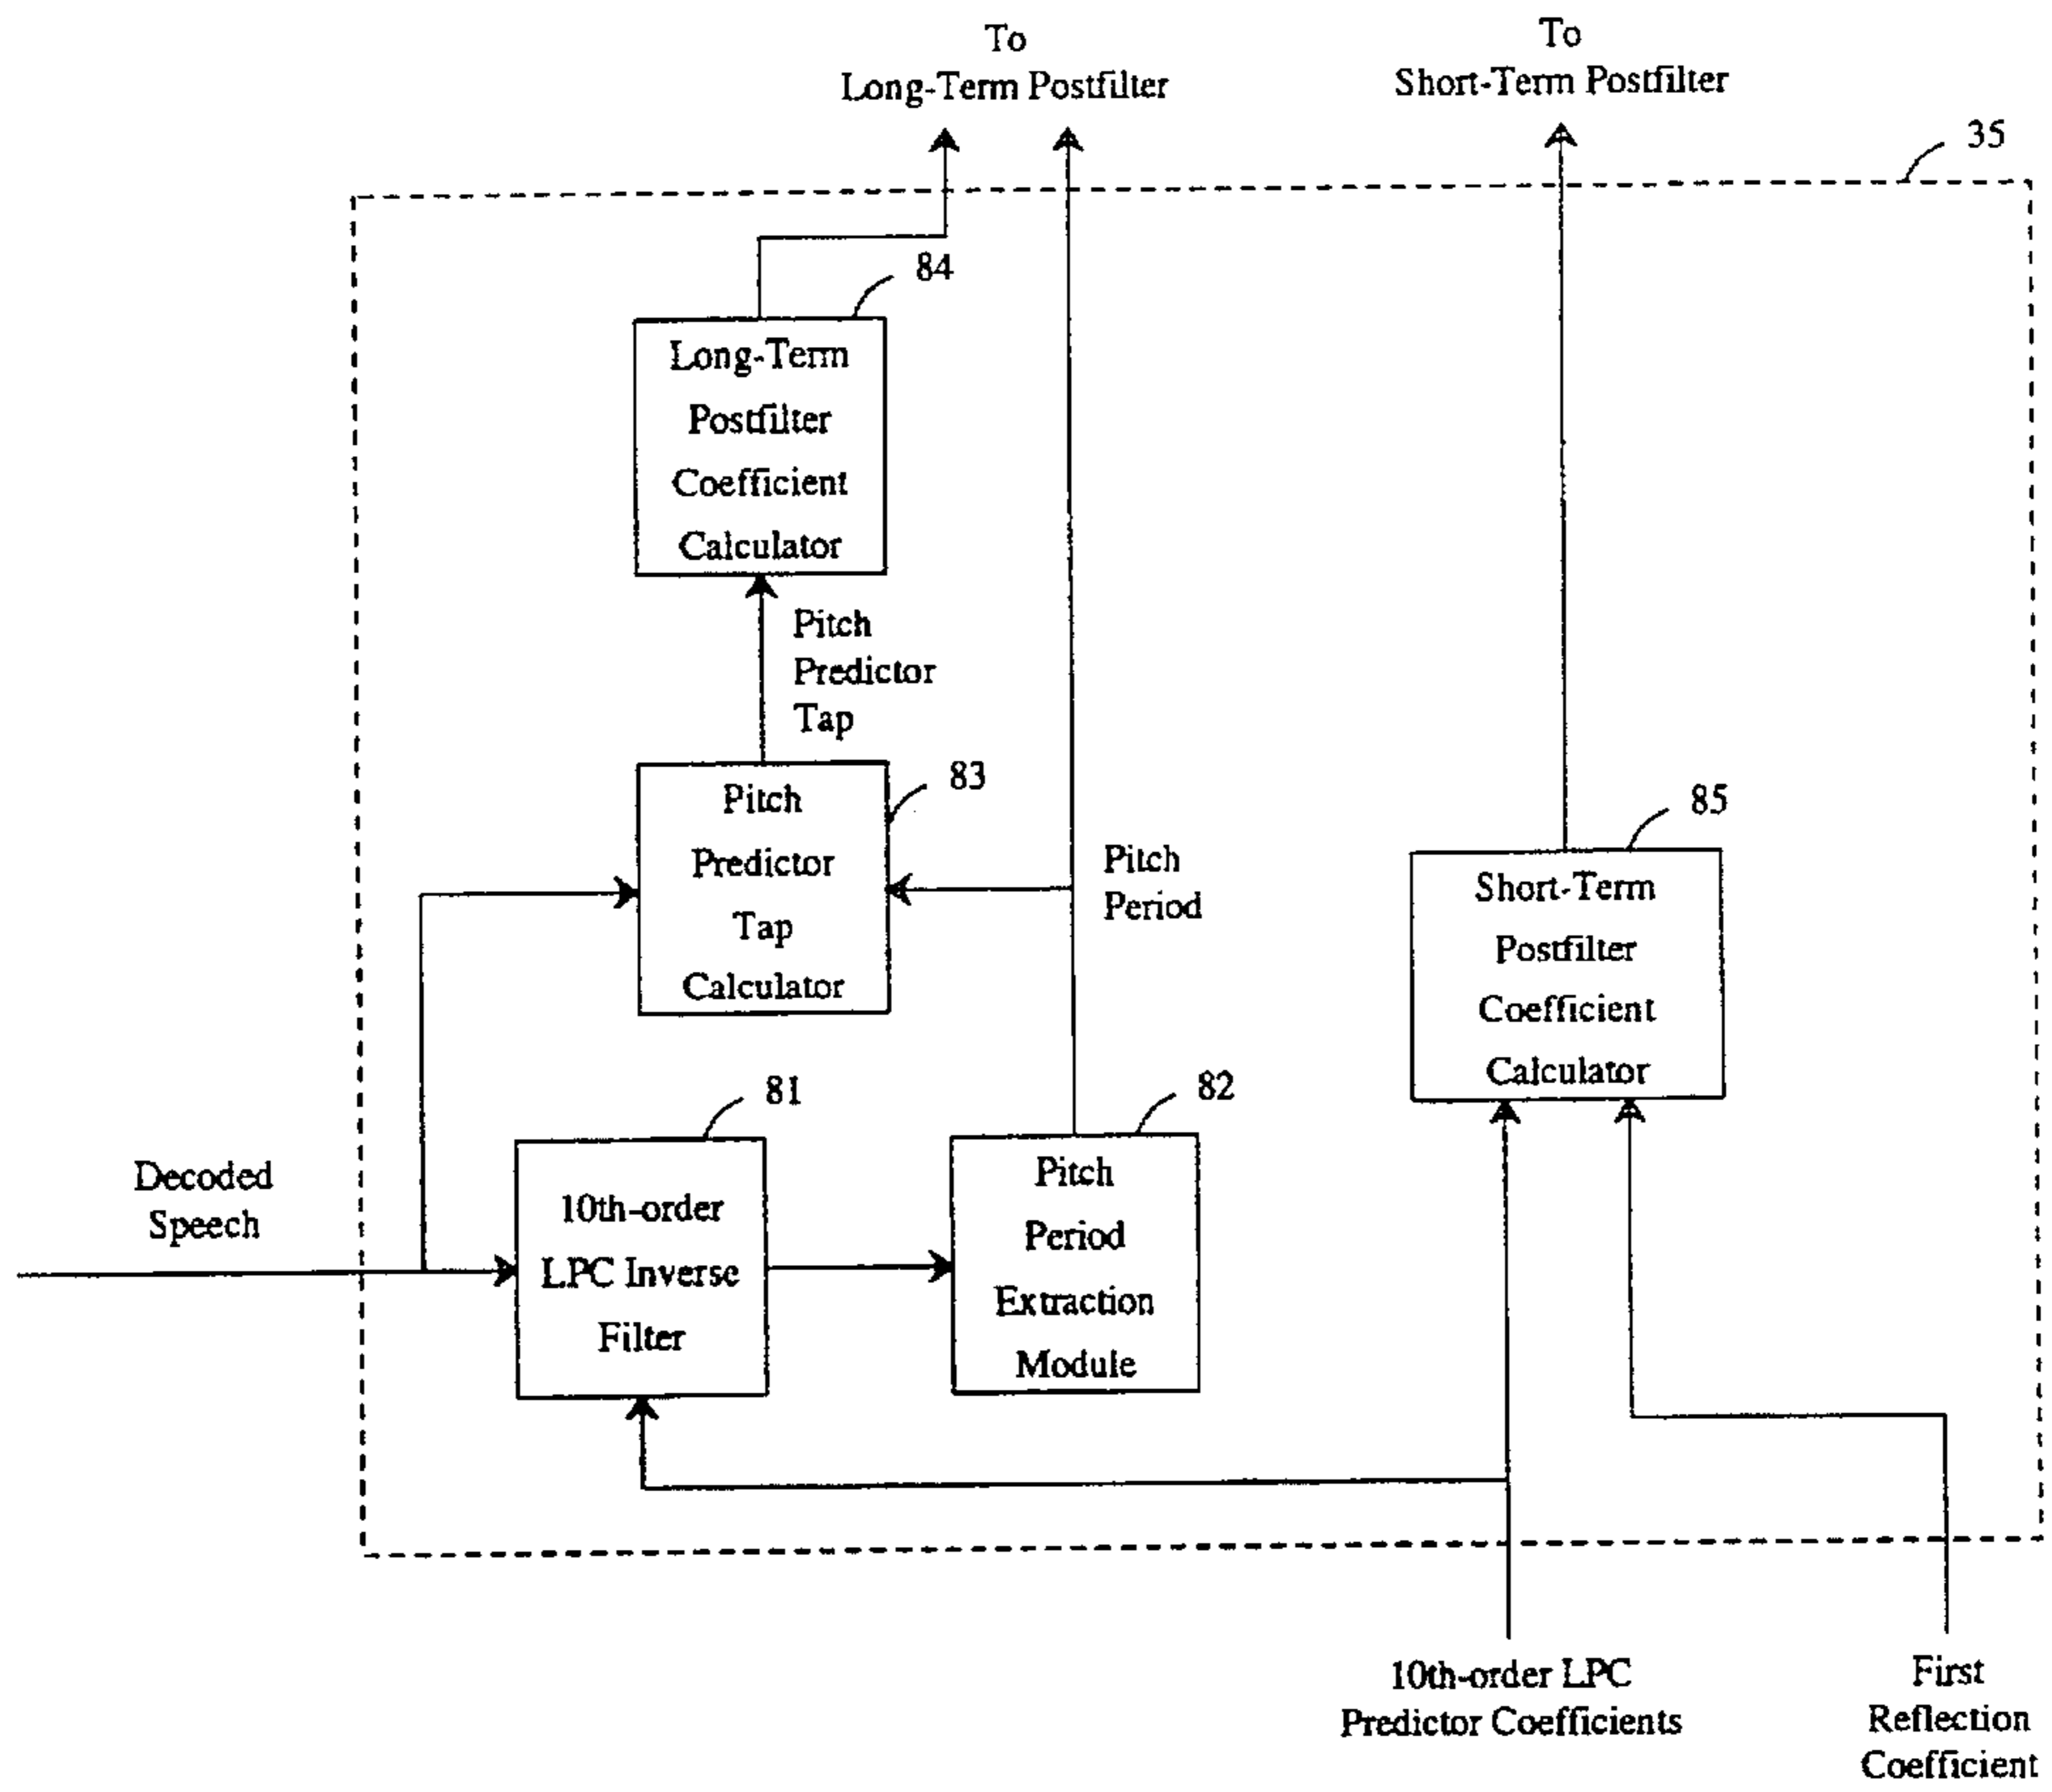 To
Long-Term Postfilter
To
Short-Term Postfilter
35
84
Long-Term
Postfilter
Coefficient
Calculator
Pitch
Predictor
Tap
83
Pitch
Predictor
Tap
Calculator
Pitch
Period
85
Short-Term
Postfilter
Coefficient
Calculator
81
10th-order
LPC Inverse
Filter
82
Pitch
Period
Extraction
Module
Decoded
Speech
10th-order LPC
Predictor Coefficients
First
Reflection
Coefficient